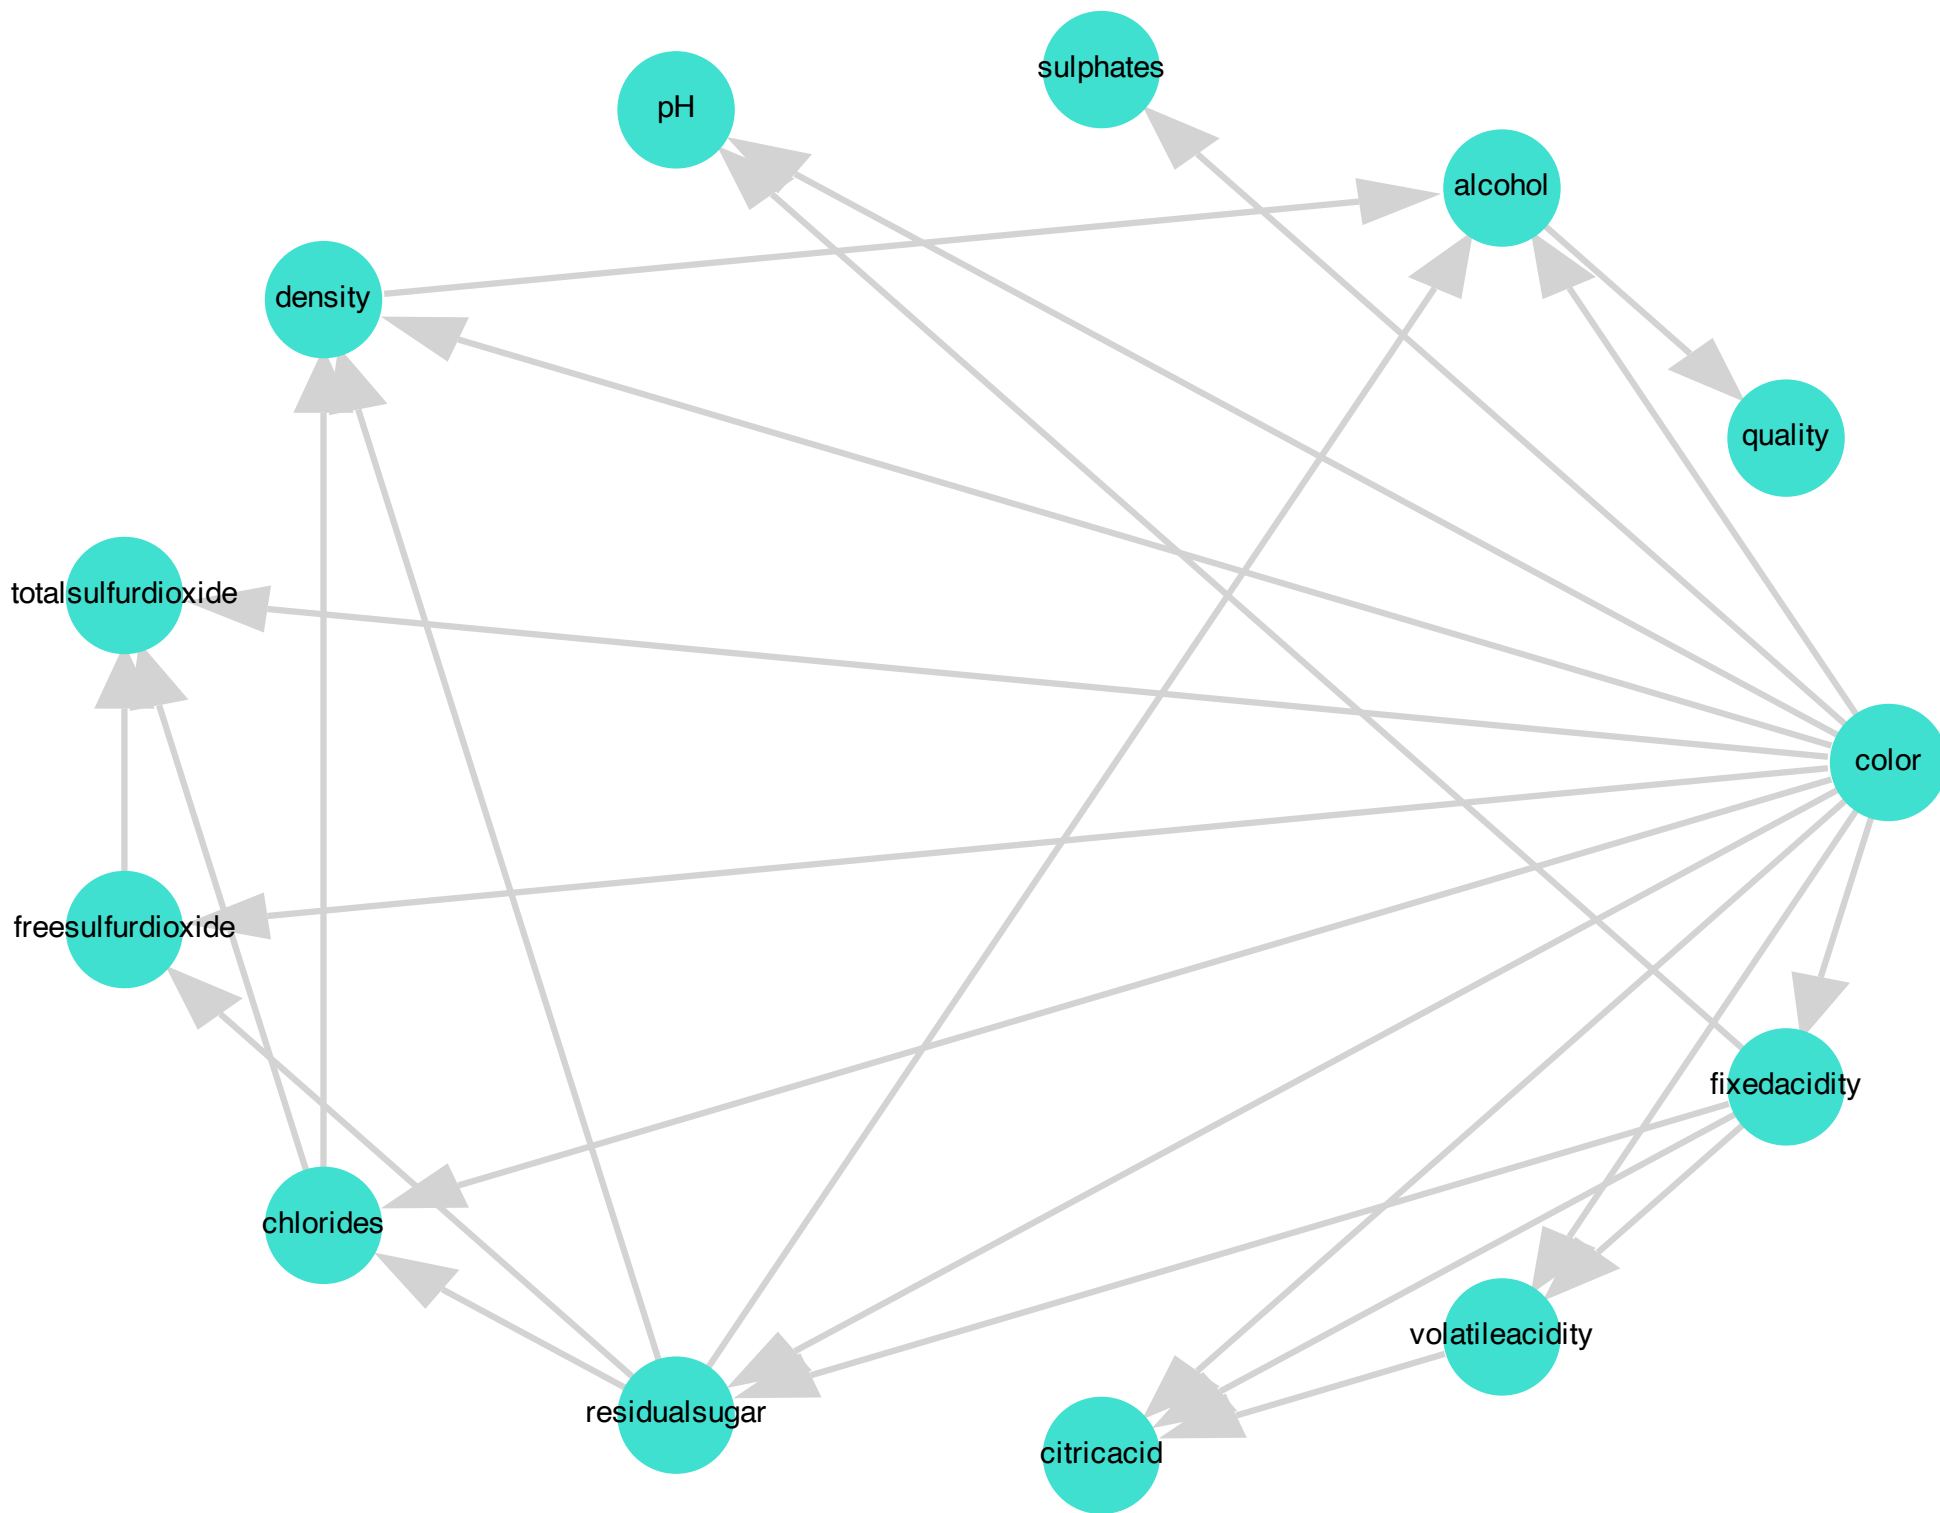 sulphates
pH
alcohol
density
quality
totalsulfurdioxide
color
freesulfurdioxide
fixedacidity
chlorides
volatileacidity
residualsugar
citricacid